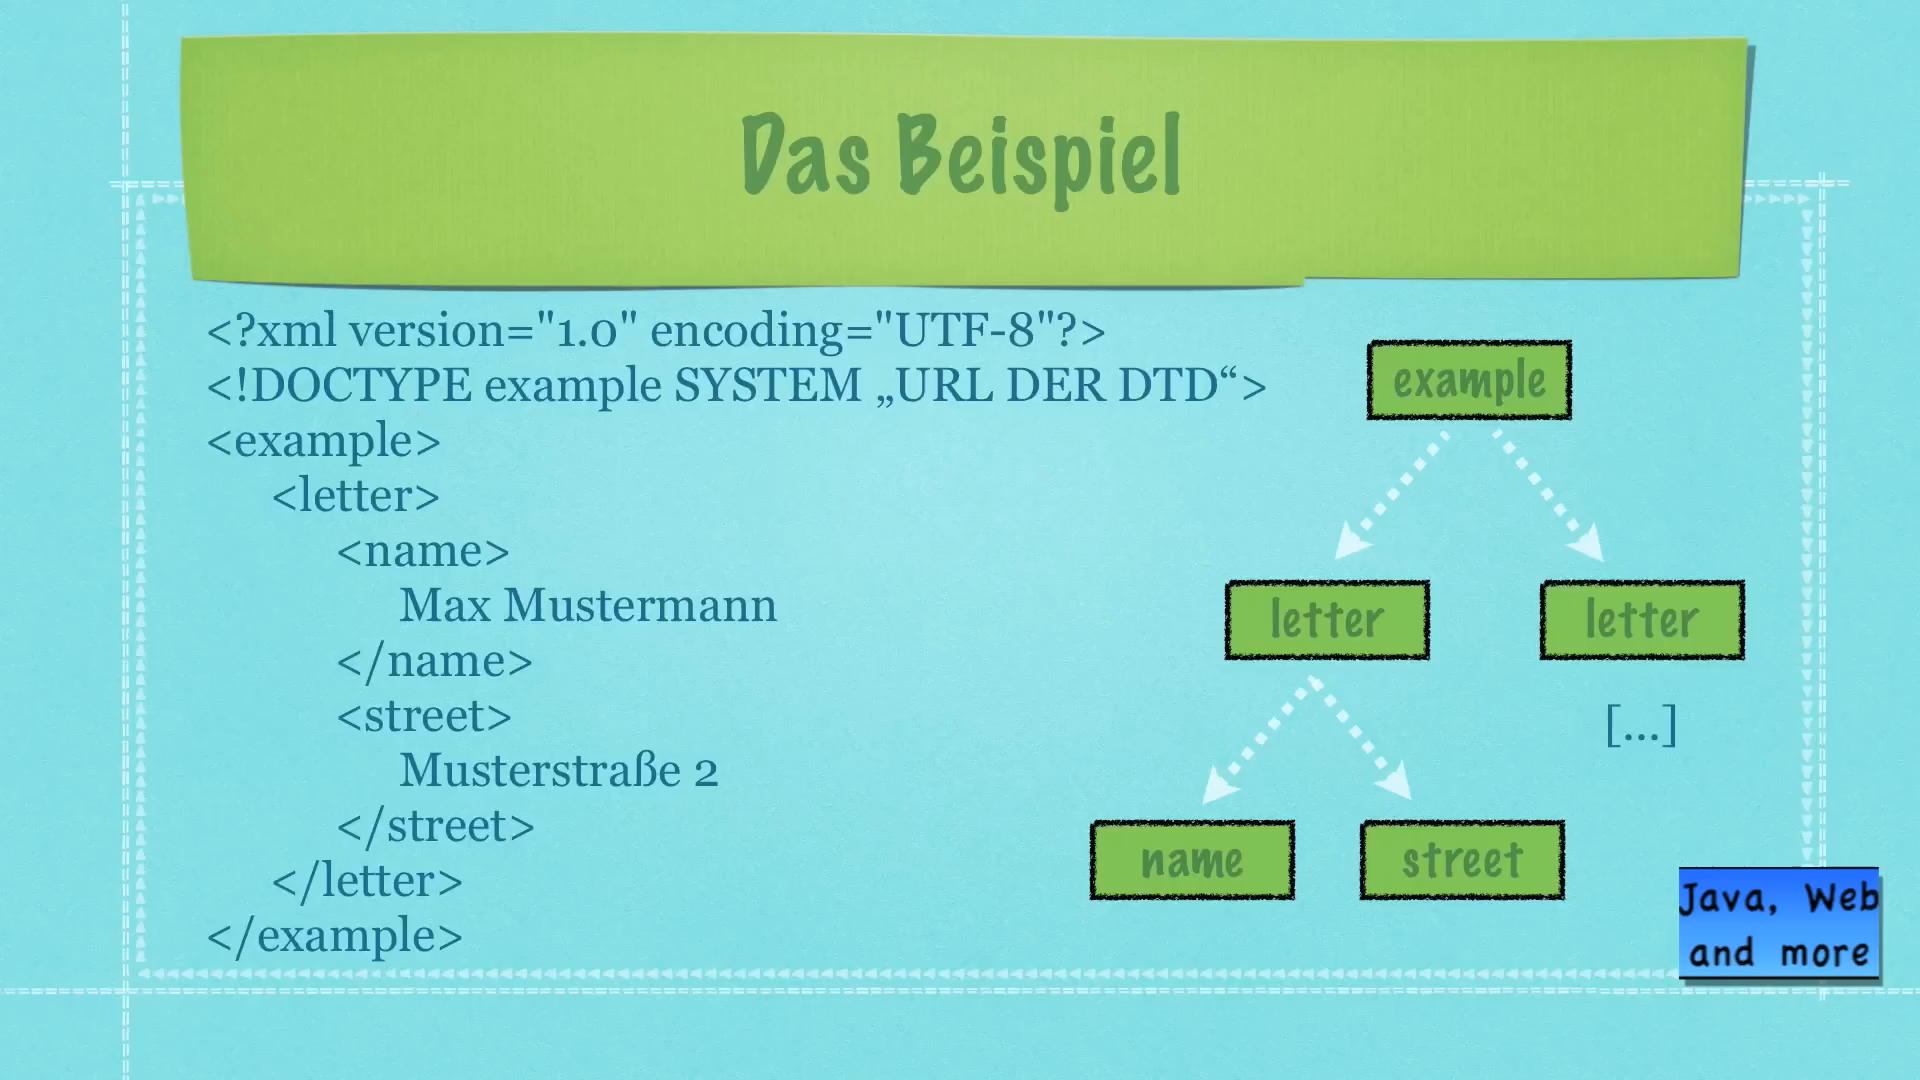 Das Beispiel
<?xml version="1.0" encoding="UTF-8"?>
<!DOCTYPE example SYSTEM „URL DER DTD“>
<example>
<letter>
<name>
Max Mustermann
</name>
<street>
Musterstraße 2
</street>
</letter>
</example>
example
letter
letter
[...]
name
street
Java, Web
and more